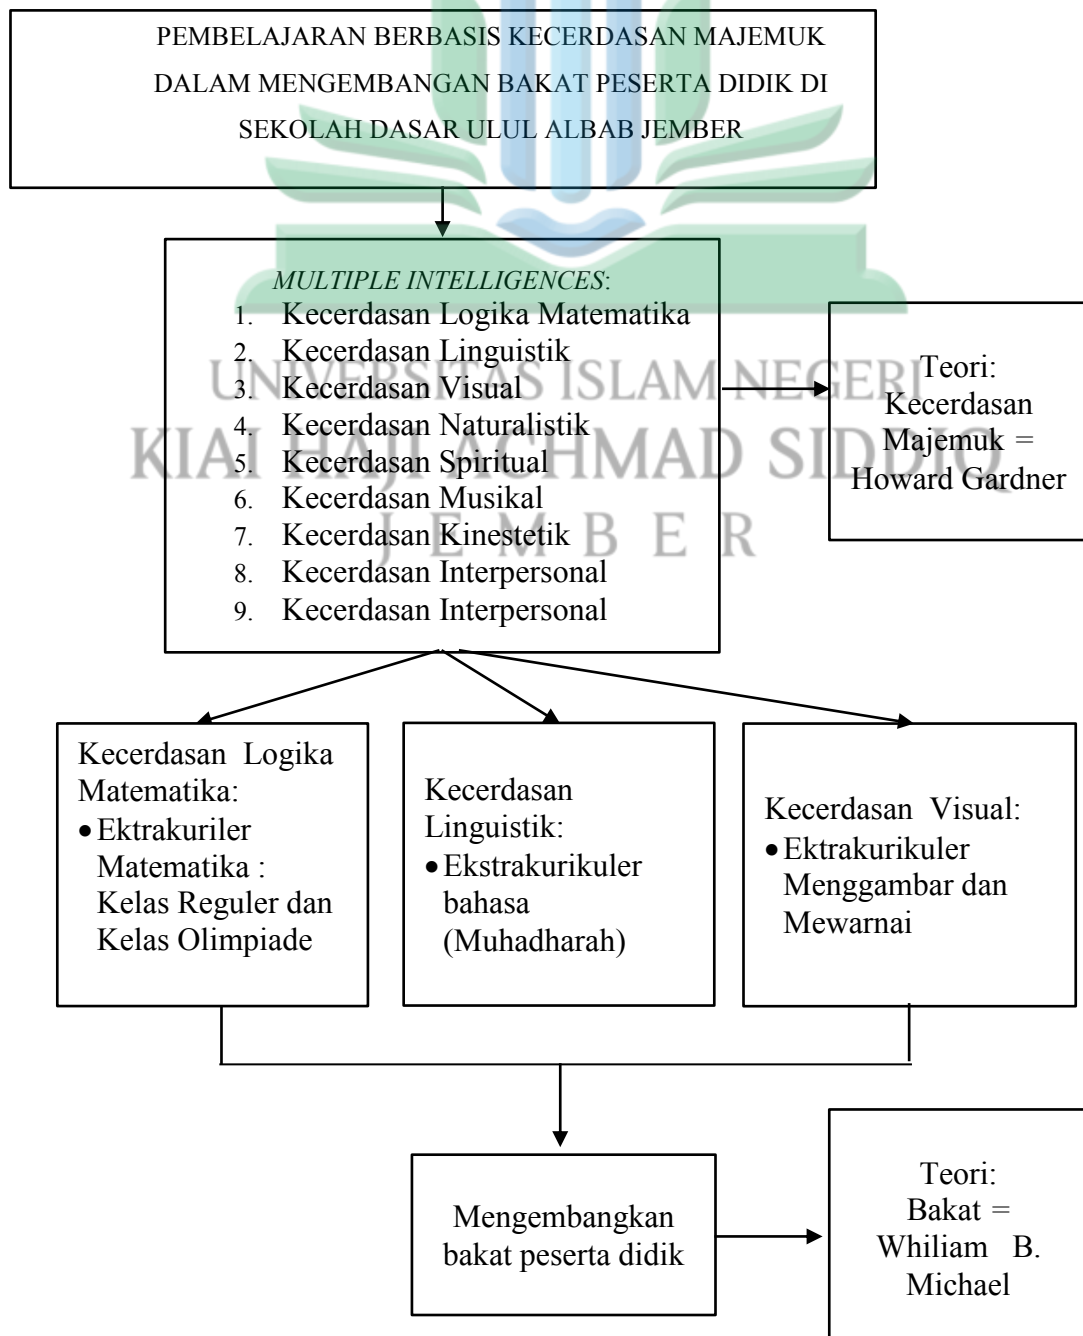 PEMBELAJARAN BERBASIS KECERDASAN MAJEMUK
DALAM MENGEMBANGAN BAKAT PESERTA DIDIK DI
SEKOLAH DASAR ULUL ALBAB JEMBER
MULTIPLE INTELLIGENCES:
1. Kecerdasan Logika Matematika
2. Kecerdasan Linguistik
3. Kecerdasan Visual
4. Kecerdasan Naturalistik
5. Kecerdasan Spiritual
6. Kecerdasan Musikal
7. Kecerdasan Kinestetik
8. Kecerdasan Interpersonal
9. Kecerdasan Interpersonal
Teori:
Kecerdasan
Majemuk =
Howard Gardner
UNIVERSITAS ISLAM NEGERI
KIAI HAJI ACHMAD SIDDIQ
JEMBER
Kecerdasan Logika
Matematika:
• Ektrakuriler
Matematika :
Kelas Reguler dan
Kelas Olimpiade
Kecerdasan
Linguistik:
• Ekstrakurikuler
bahasa
(Muhadharah)
Kecerdasan Visual:
• Ektrakurikuler
Menggambar dan
Mewarnai
Mengembangkan
bakat peserta didik
Teori:
Bakat =
Whiliam B.
Michael